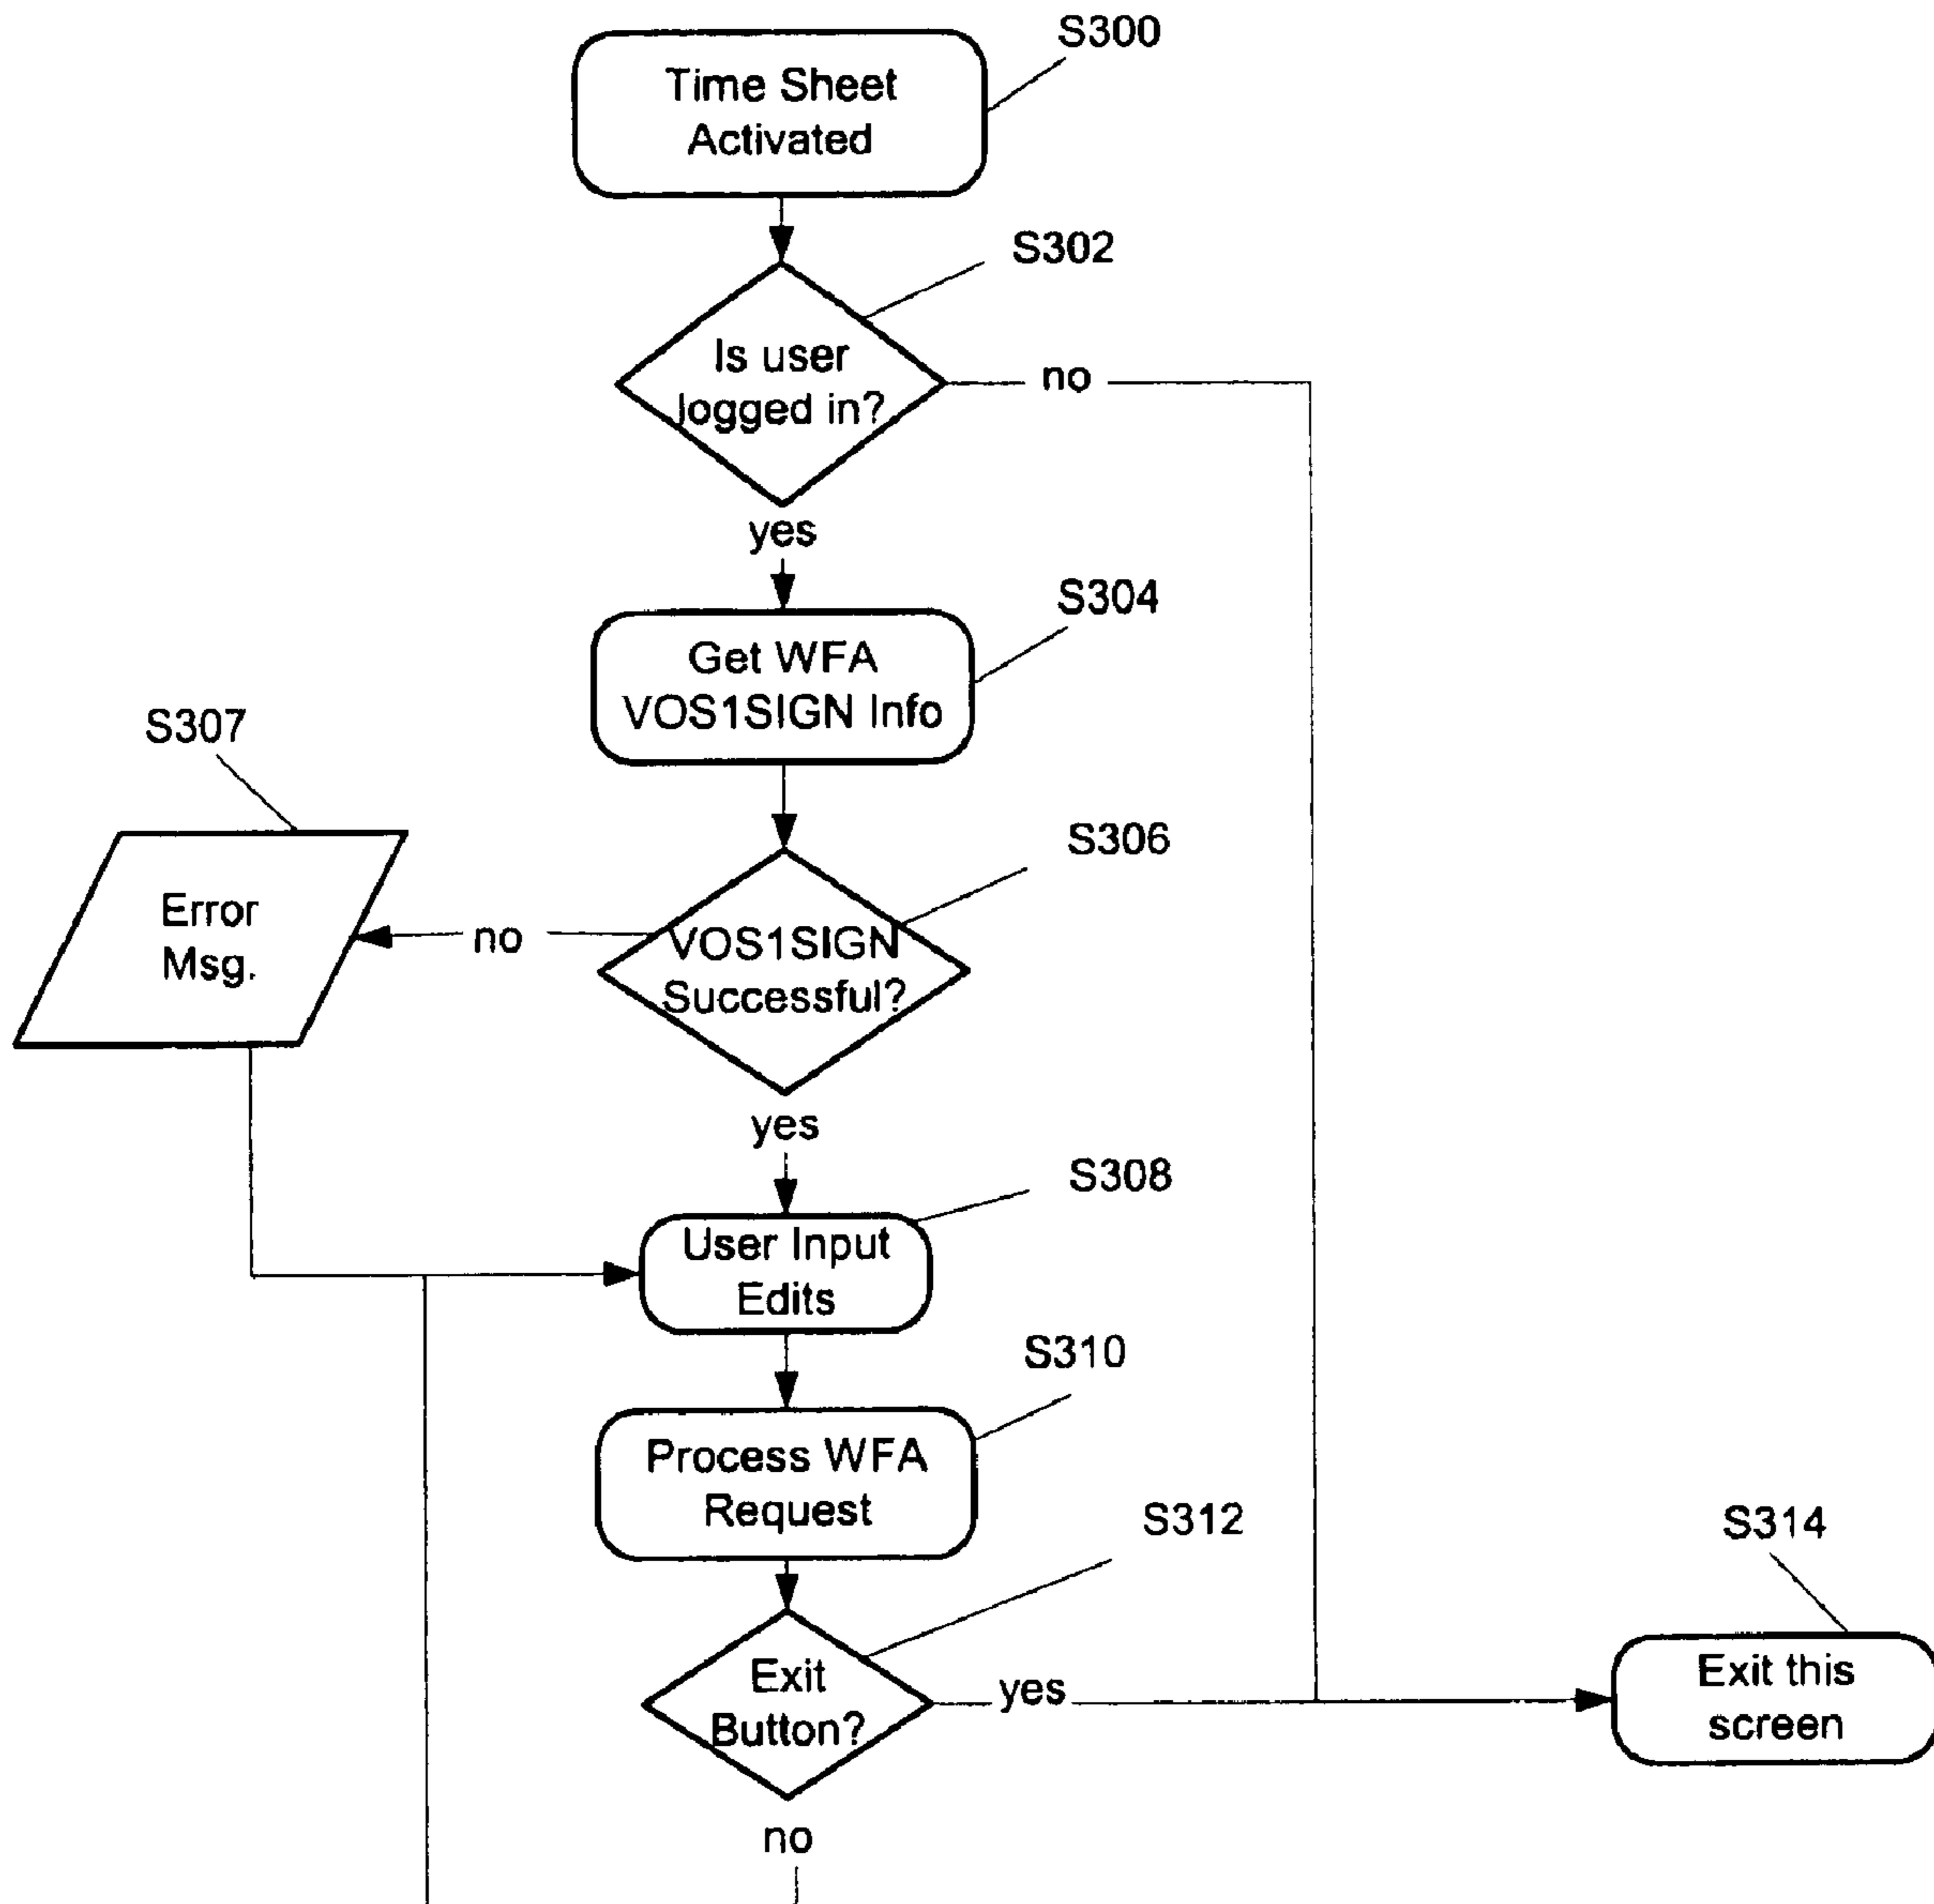 S300
Time Sheet
Activated
S302
Is user
logged in?
no
yes
S304
Get WFA
VOS1SIGN Info
S307
S306
Error
Msg.
no
VOS1SIGN
Successful?
yes
S308
User Input
Edits
S310
Process WFA
Request
S312
S314
Exit
Button?
yes
Exit this
screen
no